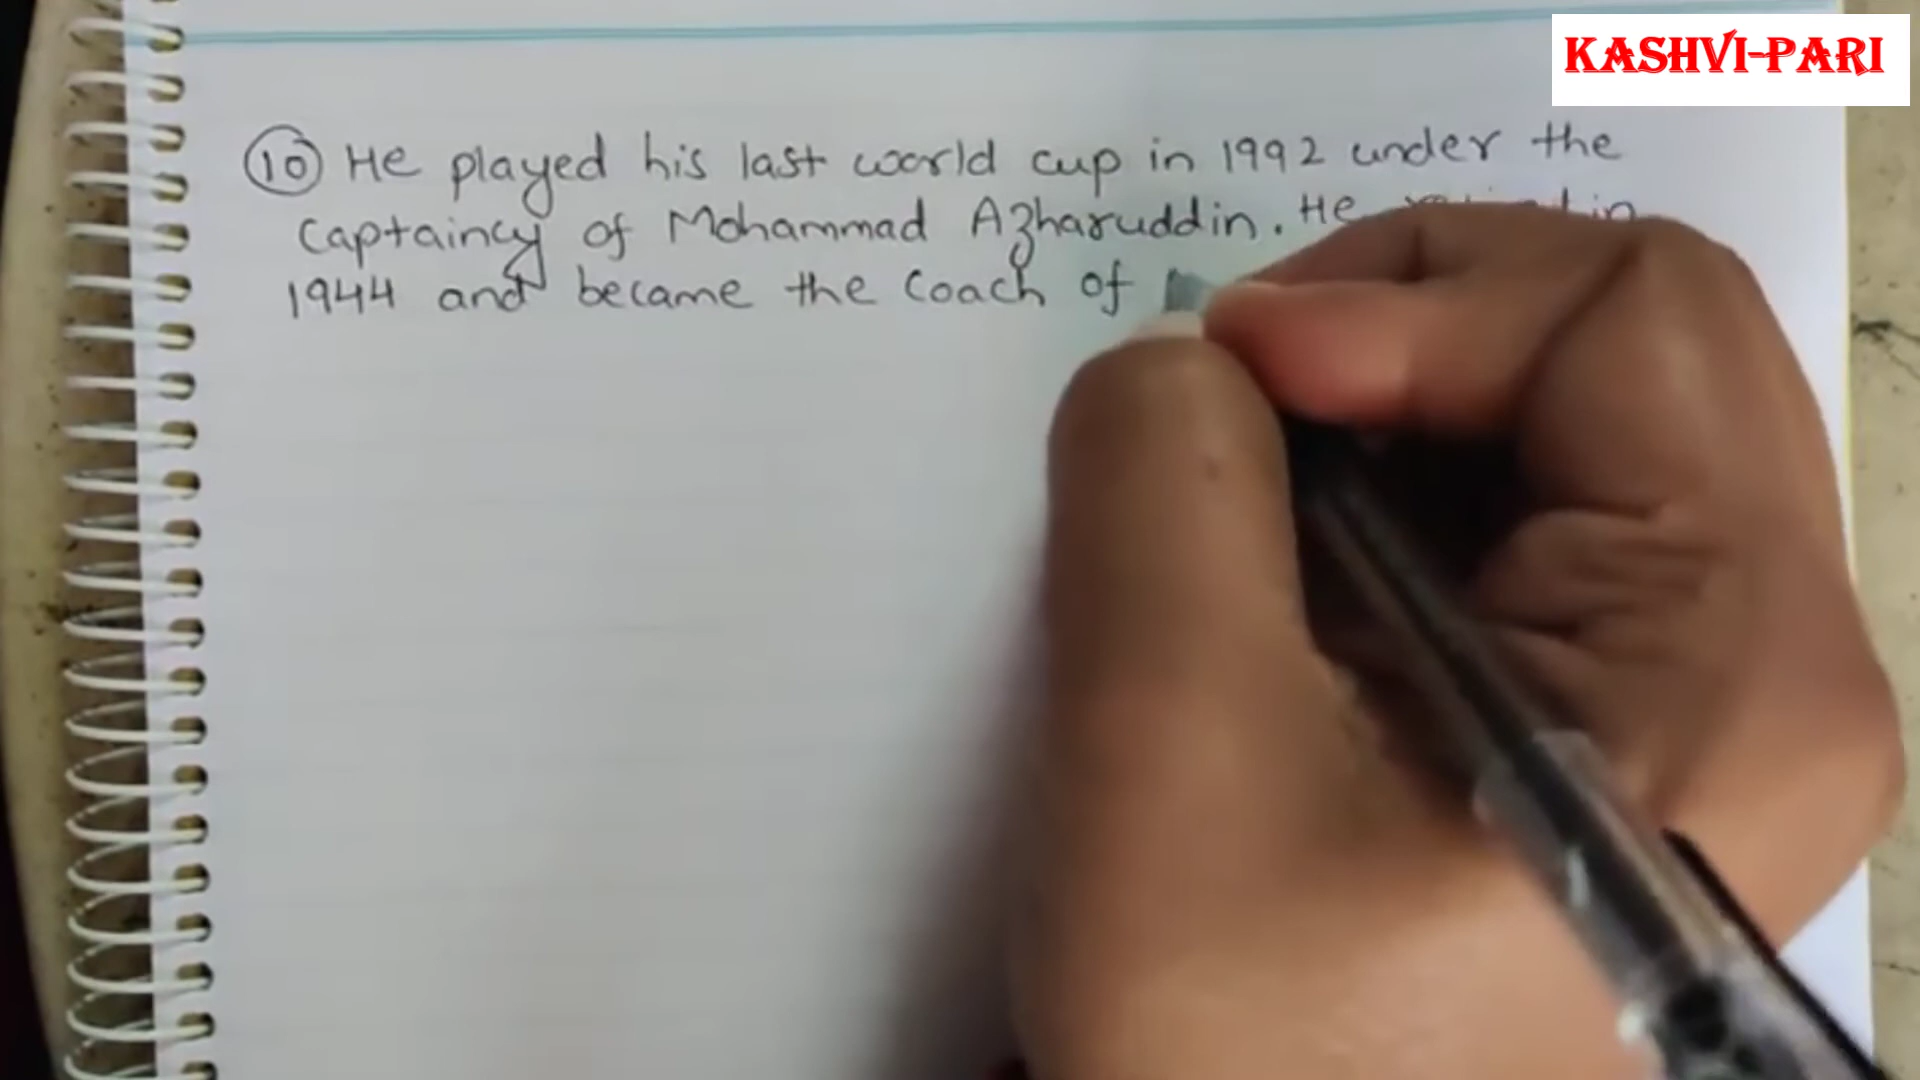 KASHVI-PARI
10 He played his last world cup in 1992 under the
Captaincy of Mohammad Azharuddin. He in
1944 and became the coach of